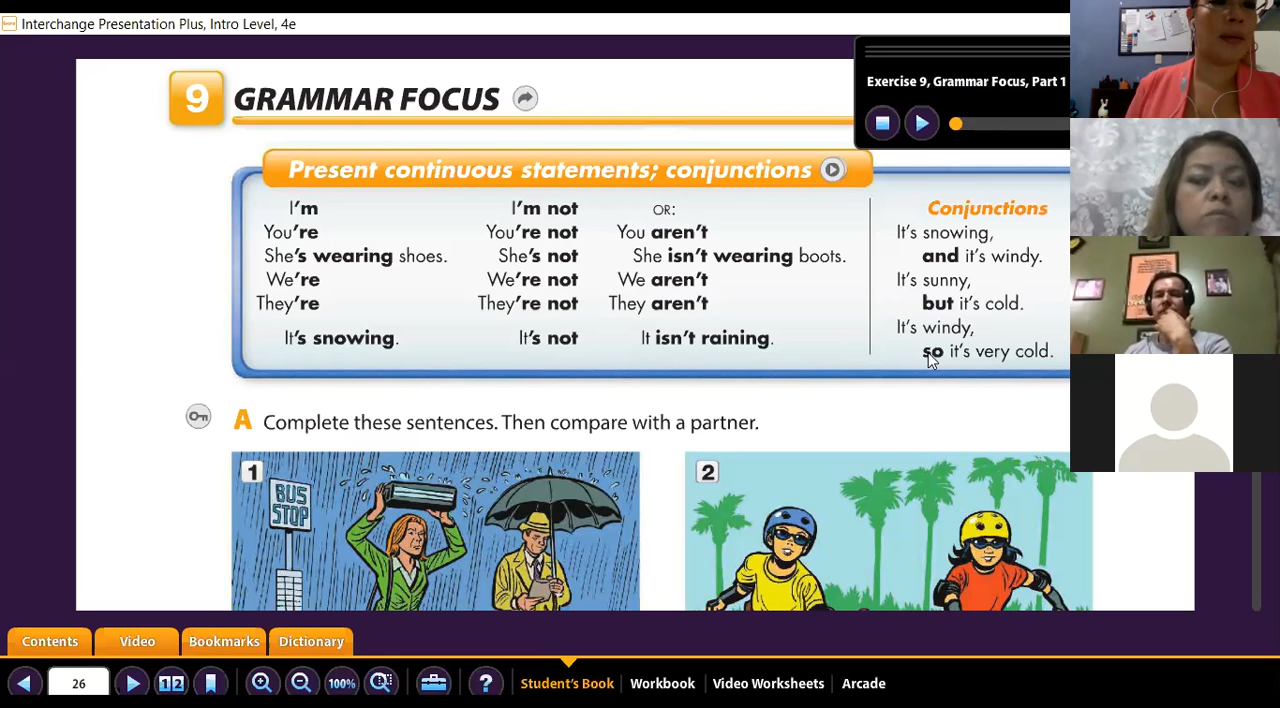 Interchange Presentation Plus, Intro Level, 4e
9 GRAMMAR FOCUS
Exercise 9, Grammar Focus, Part 1
Present continuous statements; conjunctions
I'm I'm not OR:
You're You're not You aren't
She's wearing shoes. She's not She isn't wearing boots.
We're We're not We aren't
They're They're not They aren't
It's snowing. It's not It isn't raining.
Conjunctions
It's snowing,
and it's windy.
It's sunny,
but it's cold.
It's windy,
so it's very cold.
A Complete these sentences. Then compare with a partner.
1
BUS
STOP
2
Contents Video Bookmarks Dictionary
26 1 2 100% ? Student's Book Workbook Video Worksheets Arcade